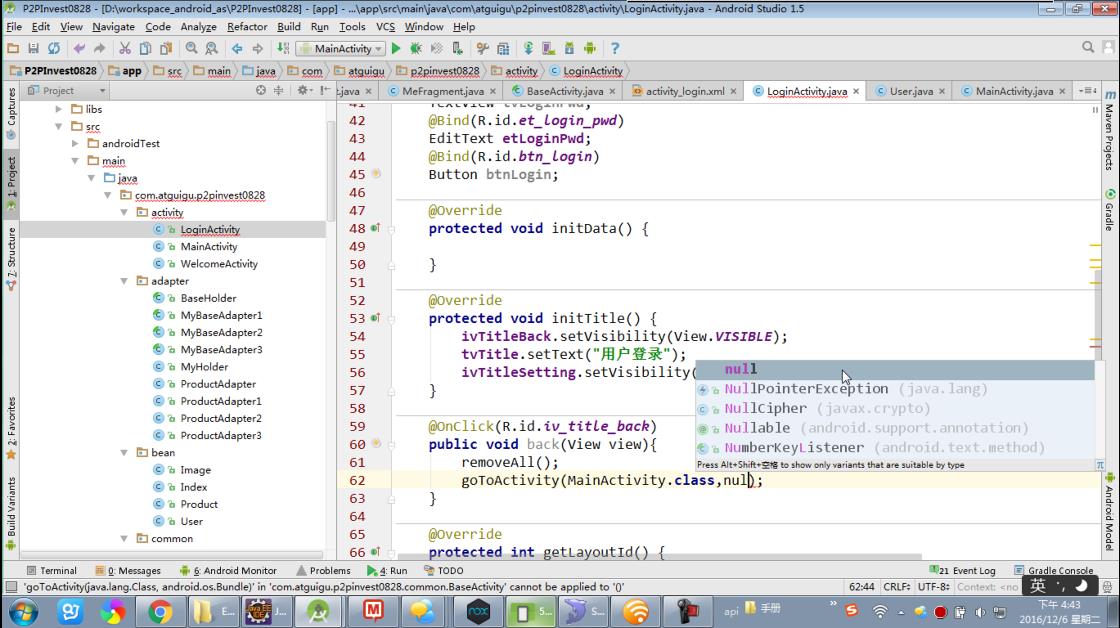 P2PInvest0828 - [D:\workspace_android_as\P2PInvest0828] - [app] - ...\app\src\main\java\com\atguigu\p2pinvest0828\activity\LoginActivity.java - Android Studio 1.5
File Edit View Navigate Code Analyze Refactor Build Run Tools VCS Window Help
MainActivity
P2PInvest0828 app src main java com atguigu p2pinvest0828 activity LoginActivity
Project
.java MeFragment.java BaseActivity.java activity_login.xml LoginActivity.java User.java MainActivity.java
Captures
1: Project
7: Structure
2: Favorites
Build Variants
libs
src
androidTest
main
java
com.atguigu.p2pinvest0828
activity
LoginActivity
MainActivity
WelcomeActivity
adapter
BaseHolder
MyBaseAdapter1
MyBaseAdapter2
MyBaseAdapter3
MyHolder
ProductAdapter
ProductAdapter1
ProductAdapter2
ProductAdapter3
bean
Image
Index
Product
User
common
41 TextView tvLoginPwd;
42 @Bind(R.id.et_login_pwd)
43 EditText etLoginPwd;
44 @Bind(R.id.btn_login)
45 Button btnLogin;
46
47 @Override
48 protected void initData() {
49
50 }
51
52 @Override
53 protected void initTitle() {
54 ivTitleBack.setVisibility(View.VISIBLE);
55 tvTitle.setText("用户登录");
56 ivTitleSetting.setVisibility(
57 }
58
59 @OnClick(R.id.iv_title_back)
60 public void back(View view){
61 removeAll();
62 goToActivity(MainActivity.class,nul);
63 }
64
65 @Override
66 protected int getLayoutId() {
null
NullPointerException (java.lang)
NullCipher (javax.crypto)
Nullable (android.support.annotation)
NumberKeyListener (android.text.method)
Press Alt+Shift+空格 to show only variants that are suitable by type
Maven Projects
Gradle
Android Model
Terminal 0: Messages 6: Android Monitor Problems 4: Run TODO 21 Event Log Gradle Console
'goToActivity(java.lang.Class, android.os.Bundle)' in 'com.atguigu.p2pinvest0828.common.BaseActivity' cannot be applied to '()' 62:44 CRLF: UTF-8: Context: <no
英
E... J... 5... S... api 手册
下午 4:43
2016/12/6 星期二